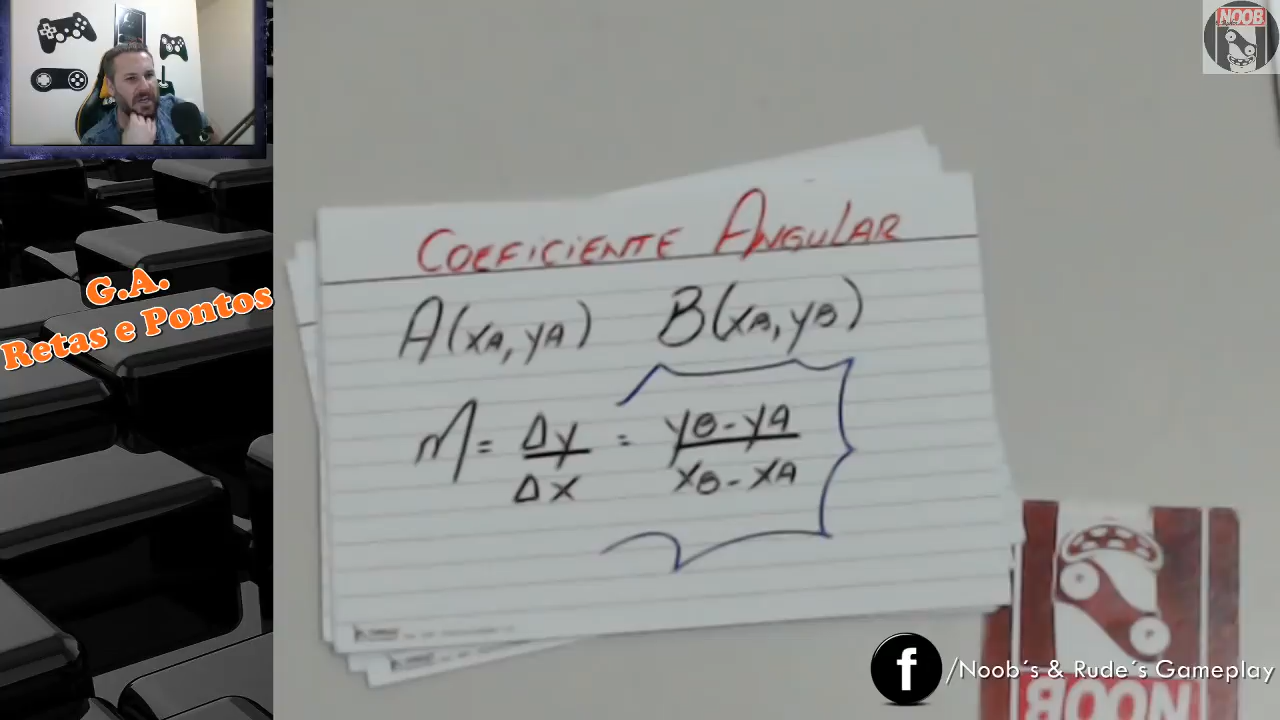 NOOB
G.A.
Retas e Pontos
COEFICIENTE ANGULAR
A(XA, YA) B(XB, YB)
M = ΔY/ΔX = YB - YA/XB - XA
/Noob´s & Rude´s Gameplay
NOOB